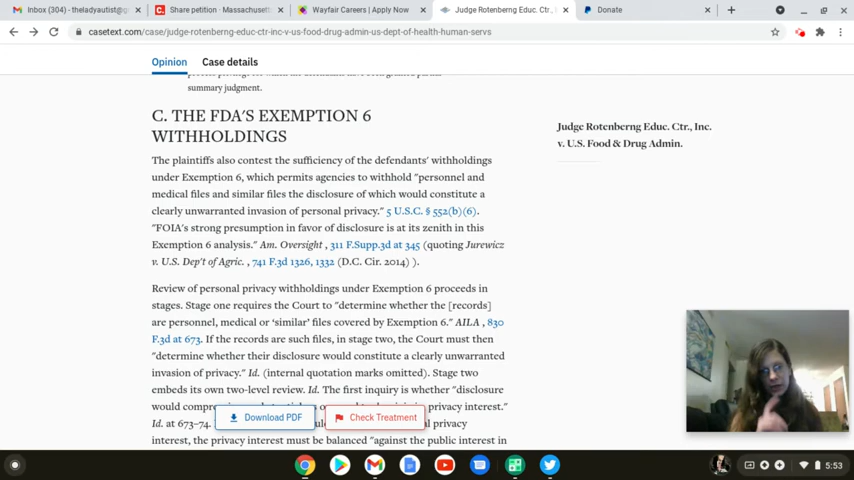 Inbox (304) - theladyautist@g
Share petition · Massachuset
Wayfair Careers | Apply Now
Judge Rotenberng Educ. Ctr., I
Donate
casetext.com/case/judge-rotenberng-educ-ctr-inc-v-us-food-drug-admin-us-dept-of-health-human-servs
Opinion
Case details
summary judgment.
C. THE FDA'S EXEMPTION 6
WITHHOLDINGS
The plaintiffs also contest the sufficiency of the defendants' withholdings
under Exemption 6, which permits agencies to withhold "personnel and
medical files and similar files the disclosure of which would constitute a
clearly unwarranted invasion of personal privacy." 5 U.S.C. § 552(b)(6).
"FOIA's strong presumption in favor of disclosure is at its zenith in this
Exemption 6 analysis." Am. Oversight , 311 F.Supp.3d at 345 (quoting Jurewicz
v. U.S. Dep't of Agric. , 741 F.3d 1326, 1332 (D.C. Cir. 2014) ).
Review of personal privacy withholdings under Exemption 6 proceeds in
stages. Stage one requires the Court to "determine whether the [records]
are personnel, medical or 'similar' files covered by Exemption 6." AILA , 830
F.3d at 673. If the records are such files, in stage two, the Court must then
"determine whether their disclosure would constitute a clearly unwarranted
invasion of privacy." Id. (internal quotation marks omitted). Stage two
embeds its own two-level review. Id. The first inquiry is whether "disclosure
would privacy interest."
Download PDF
Check Treatment
Id. at 673–74. privacy
interest, the privacy interest must be balanced "against the public interest in
Judge Rotenberng Educ. Ctr., Inc.
v. U.S. Food & Drug Admin.
5:53